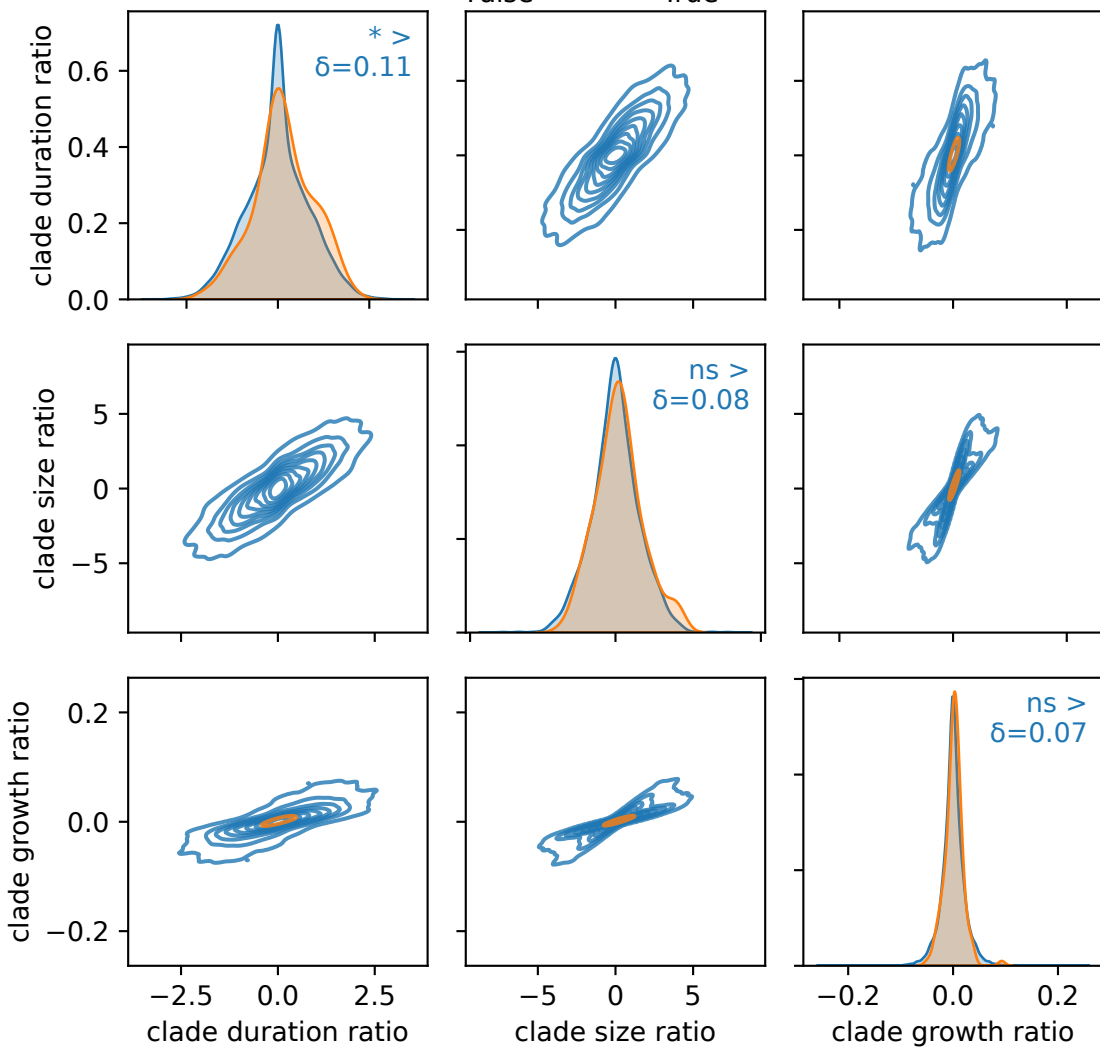 clade duration ratio
0.6
0.4
0.2
0.0
* >
δ=0.11
clade size ratio
5
0
−5
ns >
δ=0.08
clade growth ratio
0.2
0.0
−0.2
ns >
δ=0.07
−2.5 0.0 2.5
−5 0 5
−0.2 0.0 0.2
clade duration ratio
clade size ratio
clade growth ratio